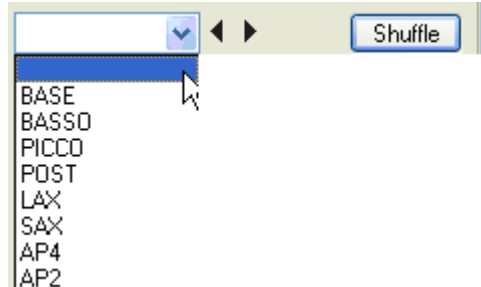 Shuffle
BASE
BASSO
PICCO
POST
LAX
SAX
AP4
AP2